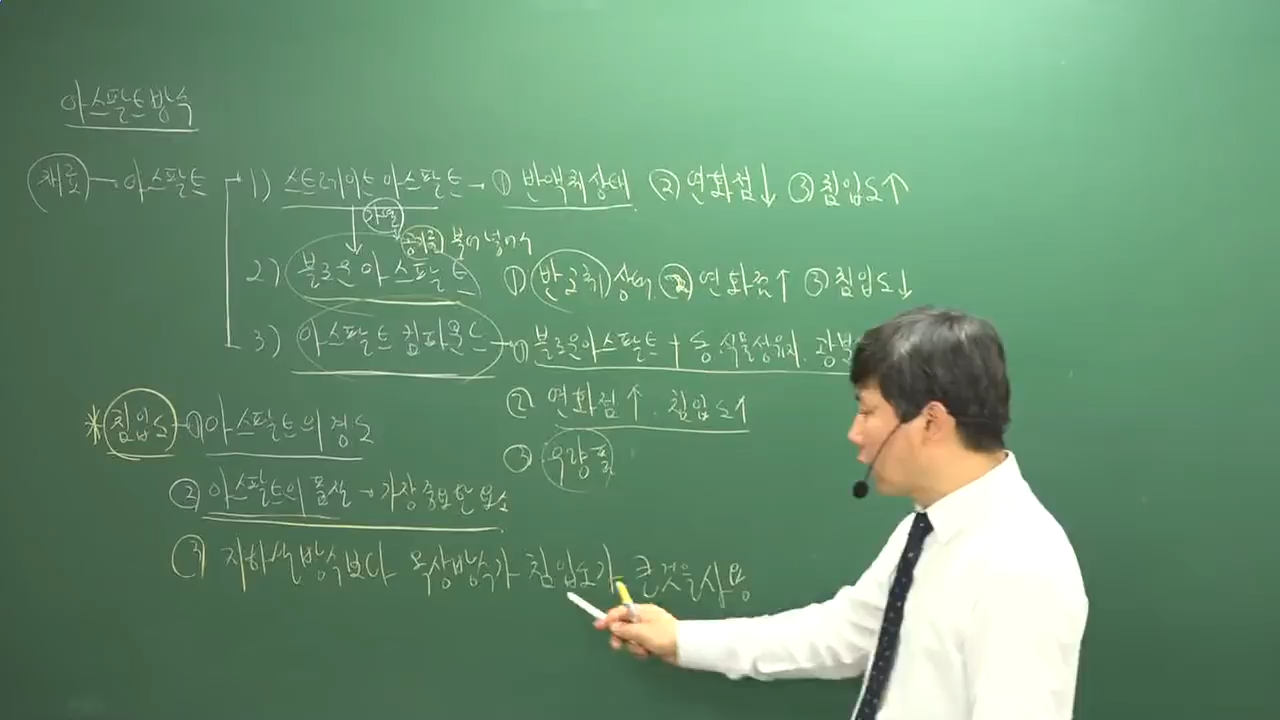 아스팔트방수
재료 - 아스팔트 1) 스트레이트 아스팔트 - ① 반액체상태 ② 연화점↓ ③ 침입도↑
가열
공기를 불어 넣어
2) 블로운 아스팔트 ① 반고체 상태 ② 연화점↑ ③ 침입도↓
3) 아스팔트 컴파운드 - ① 블로운아스팔트 + 동.식물성유지.
② 연화점↑. 침입도↑
* 침입도 - ① 아스팔트의 경도
③ 우량품
② 아스팔트의 품질 → 가장 중요한 요소
③ 지하실방수보다 옥상방수가 침입도가 큰것을사용